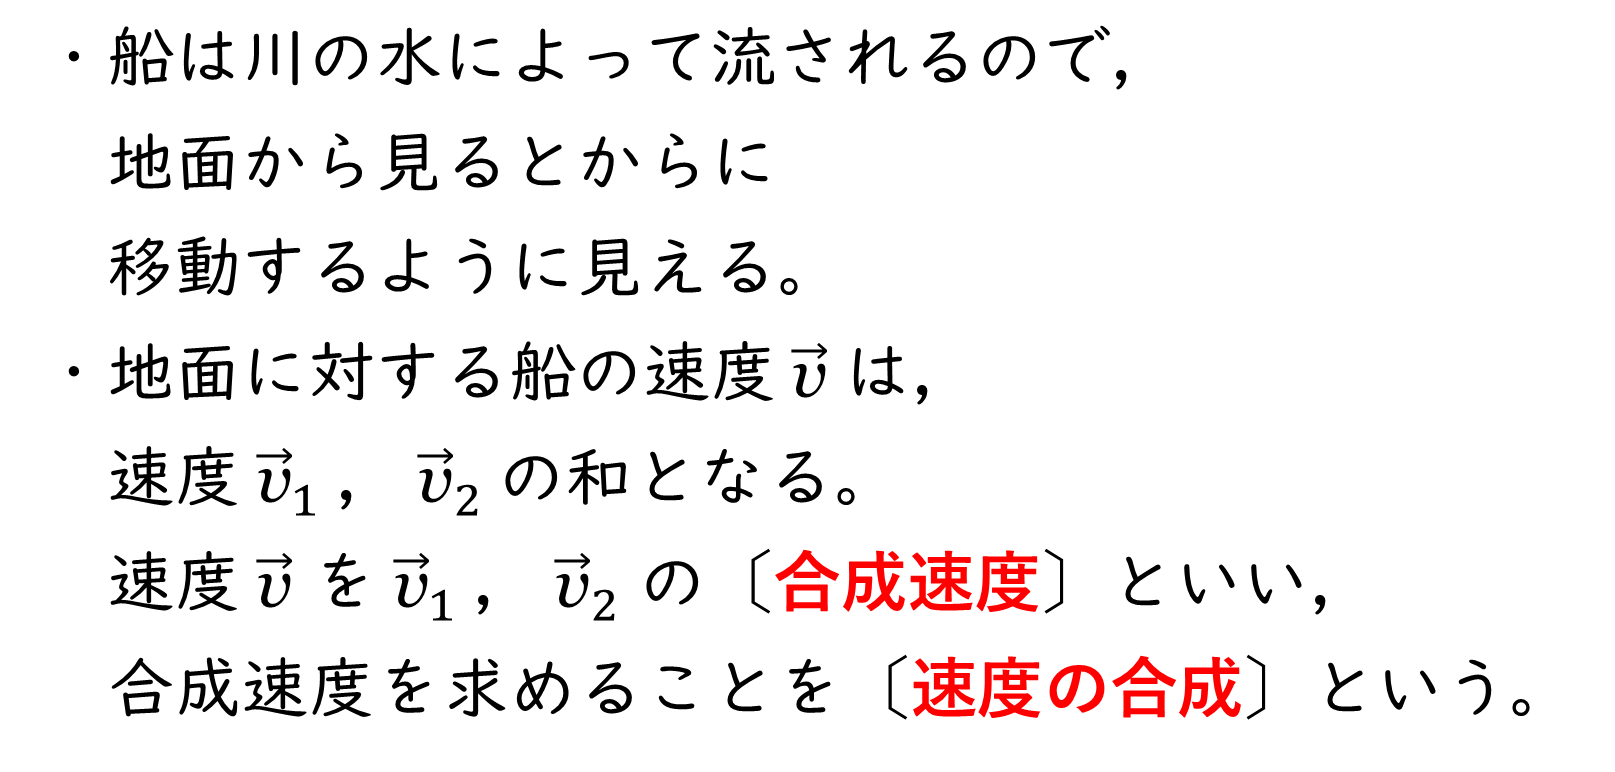 ・船は川の水によって流されるので,
地面から見るとからに
移動するように見える。
・地面に対する船の速度 v⃗ は,
速度 v⃗₁ , v⃗₂ の和となる。
速度 v⃗ を v⃗₁ , v⃗₂ の〔合成速度〕といい,
合成速度を求めることを〔速度の合成〕という。